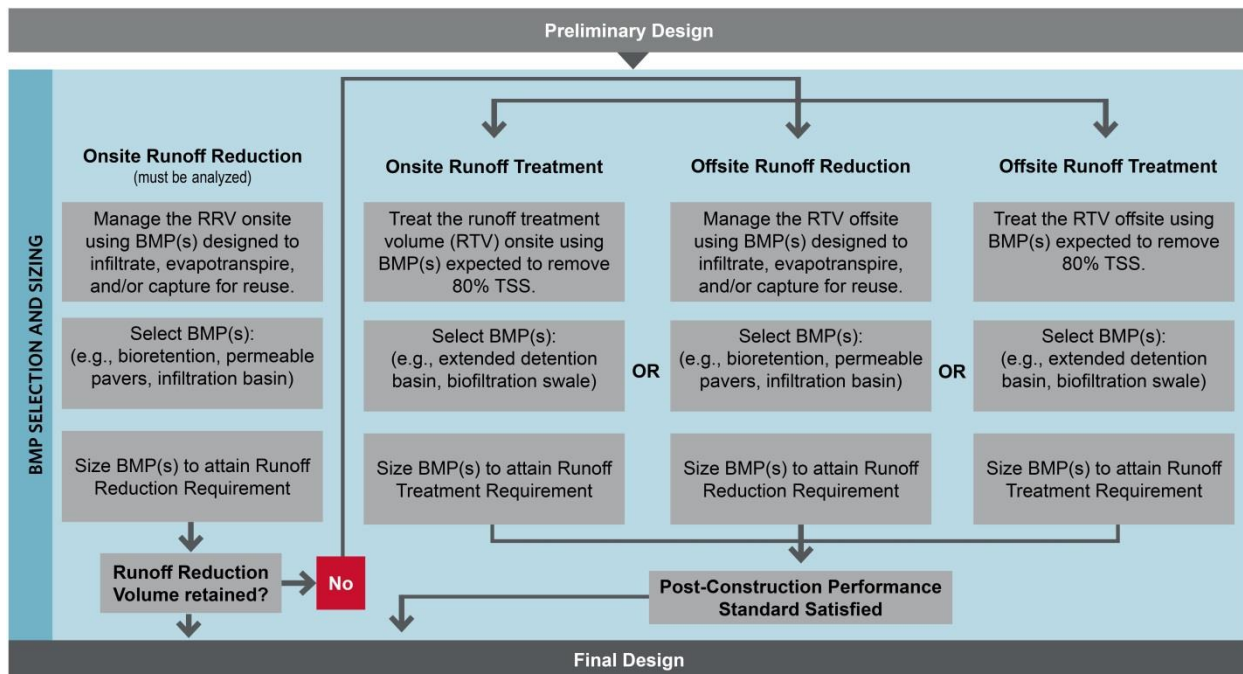 Preliminary Design
BMP SELECTION AND SIZING
Onsite Runoff Reduction
(must be analyzed)
Manage the RRV onsite
using BMP(s) designed to
infiltrate, evapotranspire,
and/or capture for reuse.
Select BMP(s):
(e.g., bioretention, permeable
pavers, infiltration basin)
Size BMP(s) to attain Runoff
Reduction Requirement
Runoff Reduction
Volume retained?
No
Onsite Runoff Treatment
Treat the runoff treatment
volume (RTV) onsite using
BMP(s) expected to remove
80% TSS.
Select BMP(s):
(e.g., extended detention
basin, biofiltration swale)
Size BMP(s) to attain Runoff
Treatment Requirement
OR
Offsite Runoff Reduction
Manage the RTV offsite
using BMP(s) designed to
infiltrate, evapotranspire,
and/or capture for reuse.
Select BMP(s):
(e.g., bioretention, permeable
pavers, infiltration basin)
Size BMP(s) to attain Runoff
Reduction Requirement
OR
Offsite Runoff Treatment
Treat the RTV offsite using
BMP(s) expected to remove
80% TSS.
Select BMP(s):
(e.g., extended detention
basin, biofiltration swale)
Size BMP(s) to attain Runoff
Treatment Requirement
Post-Construction Performance
Standard Satisfied
Final Design